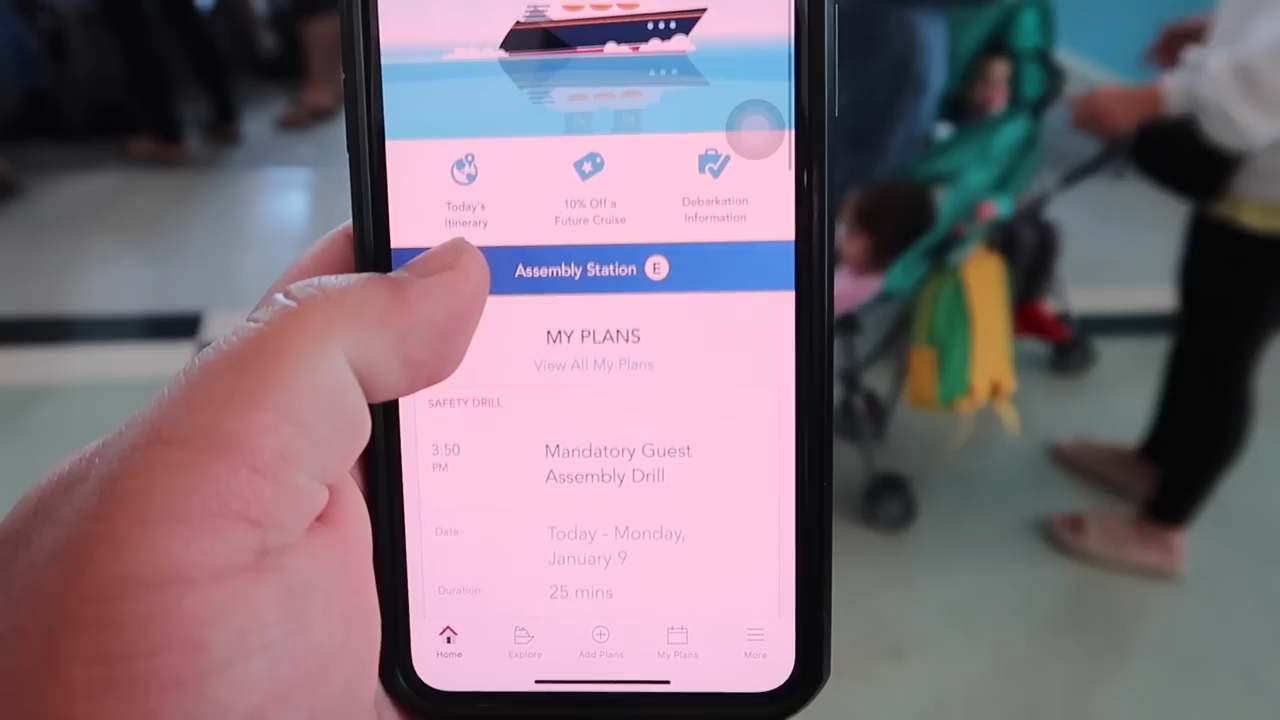 Today's
Itinerary
10% Off a
Future Cruise
Debarkation
Information
Assembly Station E
MY PLANS
View All My Plans
SAFETY DRILL
3:50
PM
Mandatory Guest
Assembly Drill
Date
Today - Monday,
January 9
Duration
25 mins
Home
Explore
Add Plans
My Plans
More